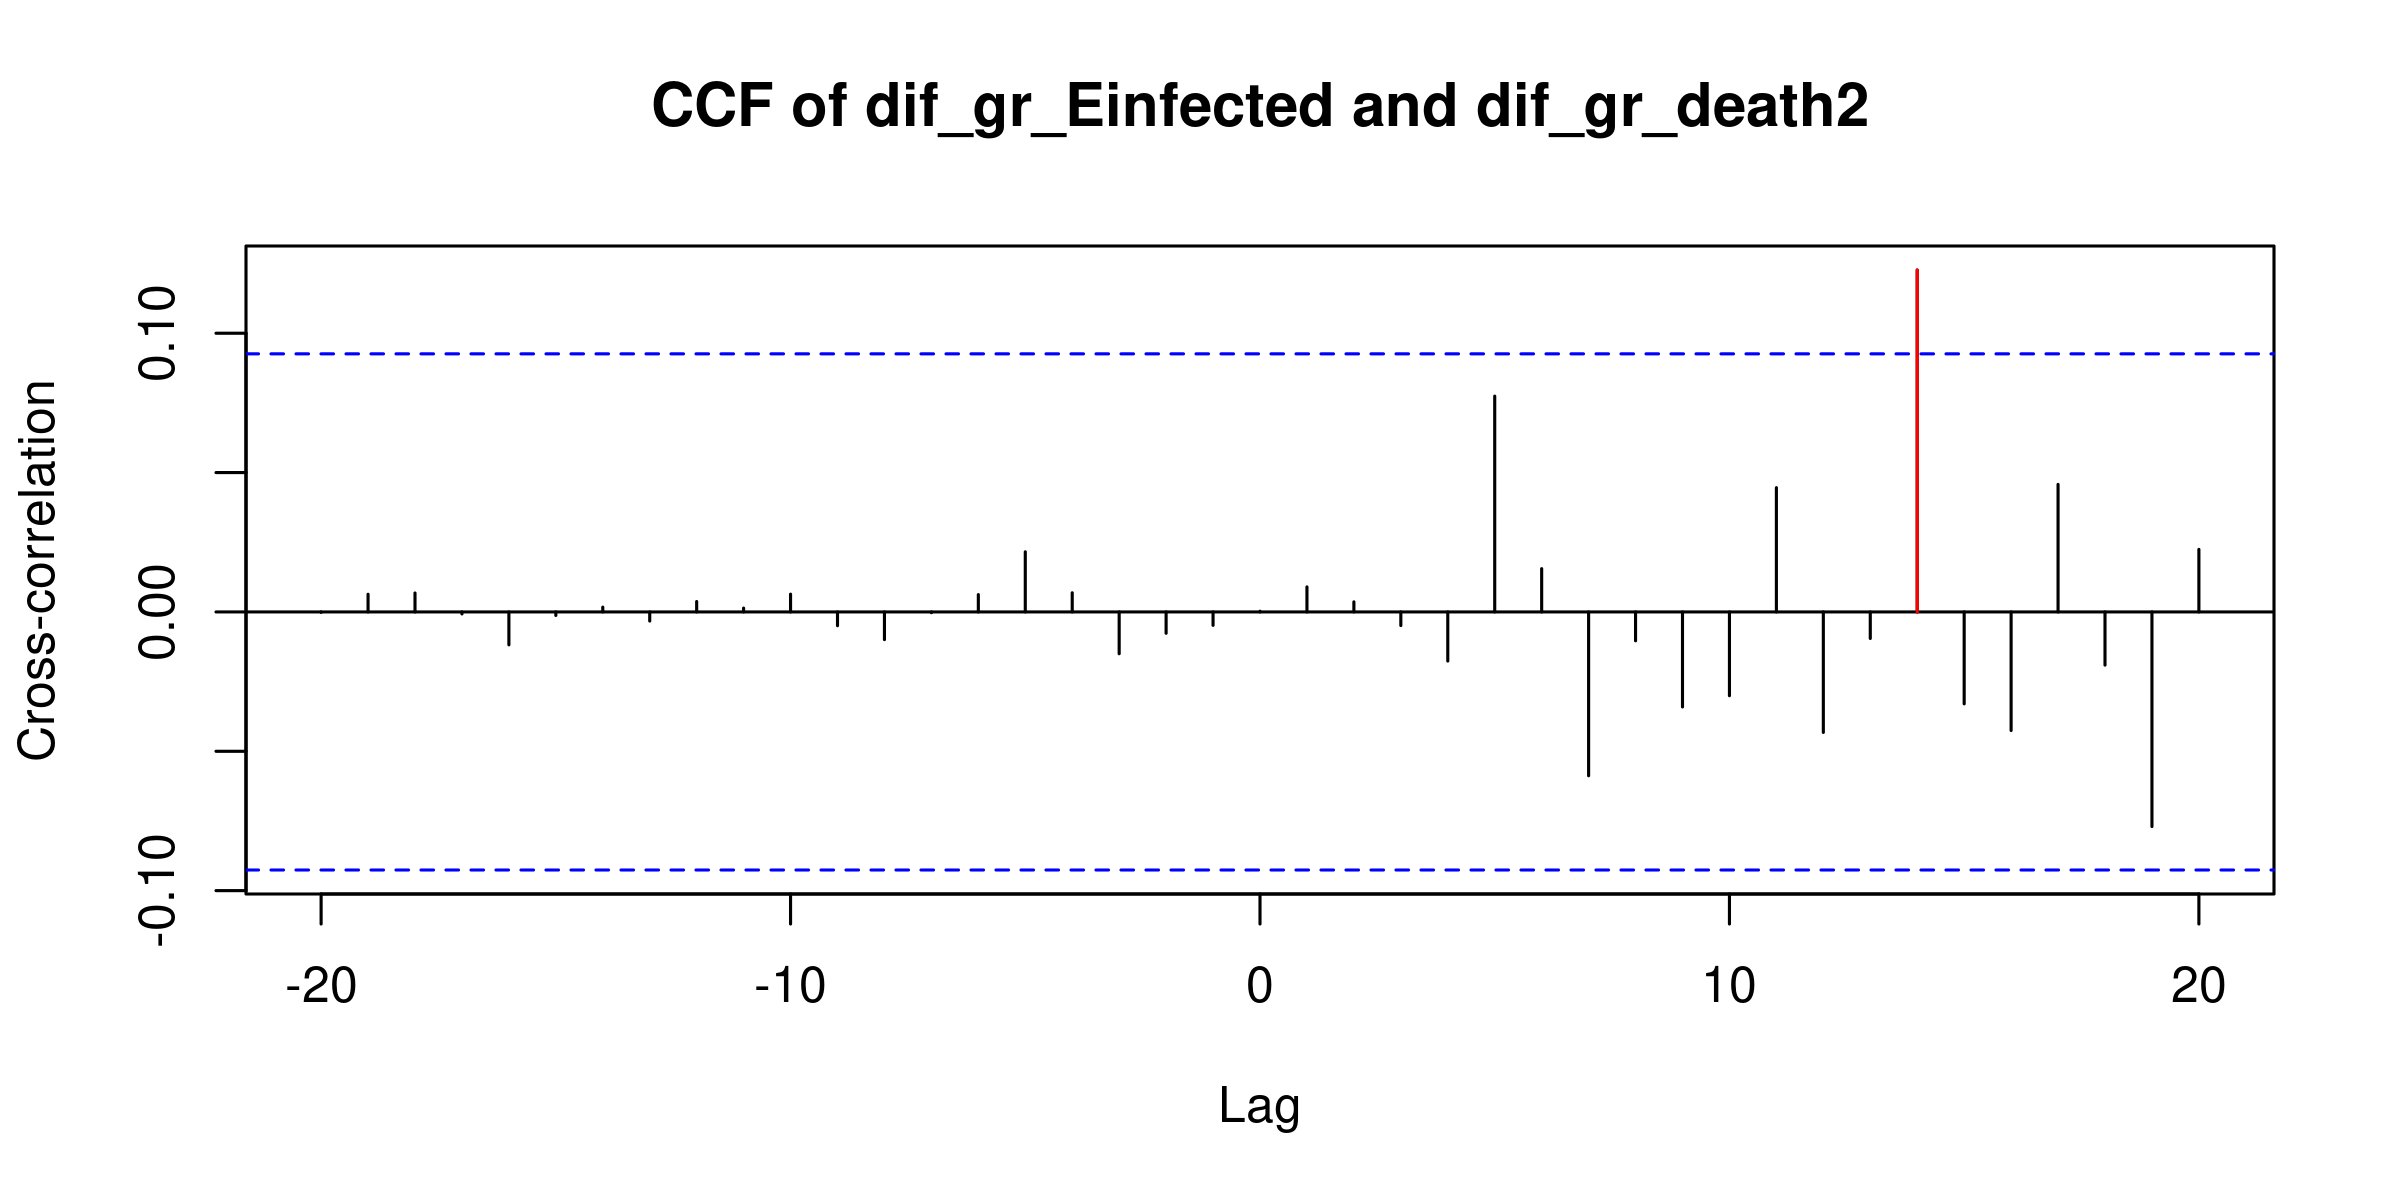 CCF of dif_gr_Einfected and dif_gr_death2
Cross-correlation
0.10
0.00
-0.10
-20 -10 0 10 20
Lag